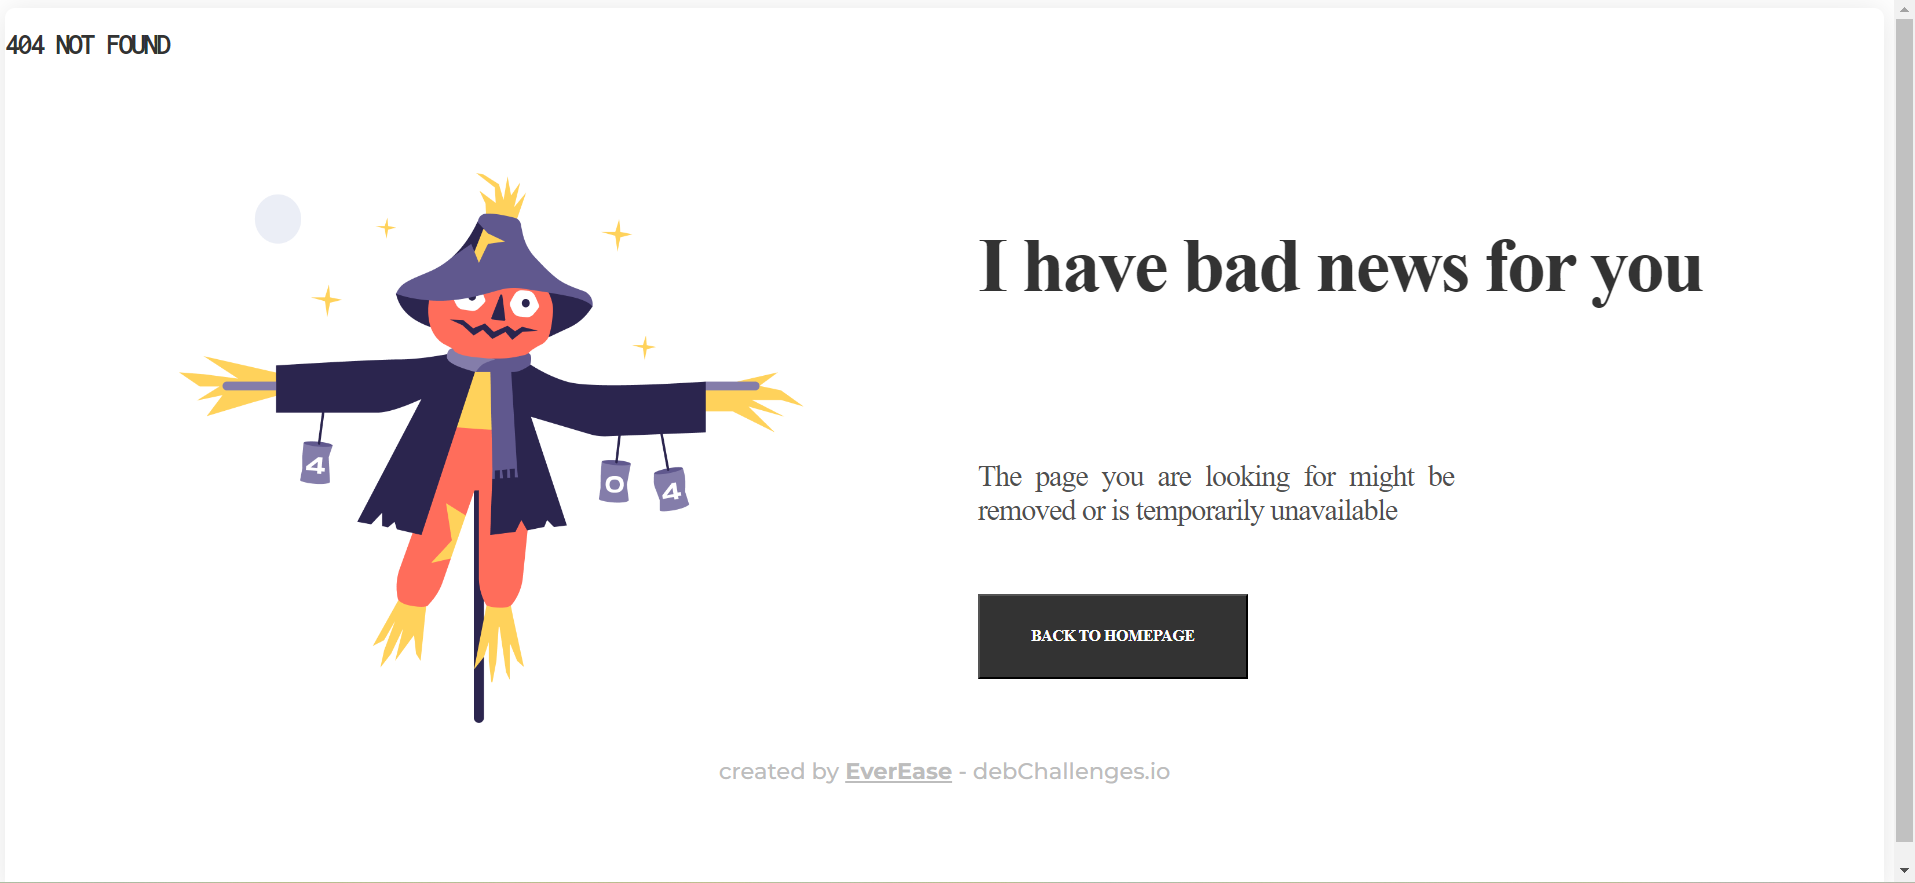 404 NOT FOUND
I have bad news for you
4
0
4
The page you are looking for might be
removed or is temporarily unavailable
BACK TO HOMEPAGE
created by EverEase - debChallenges.io